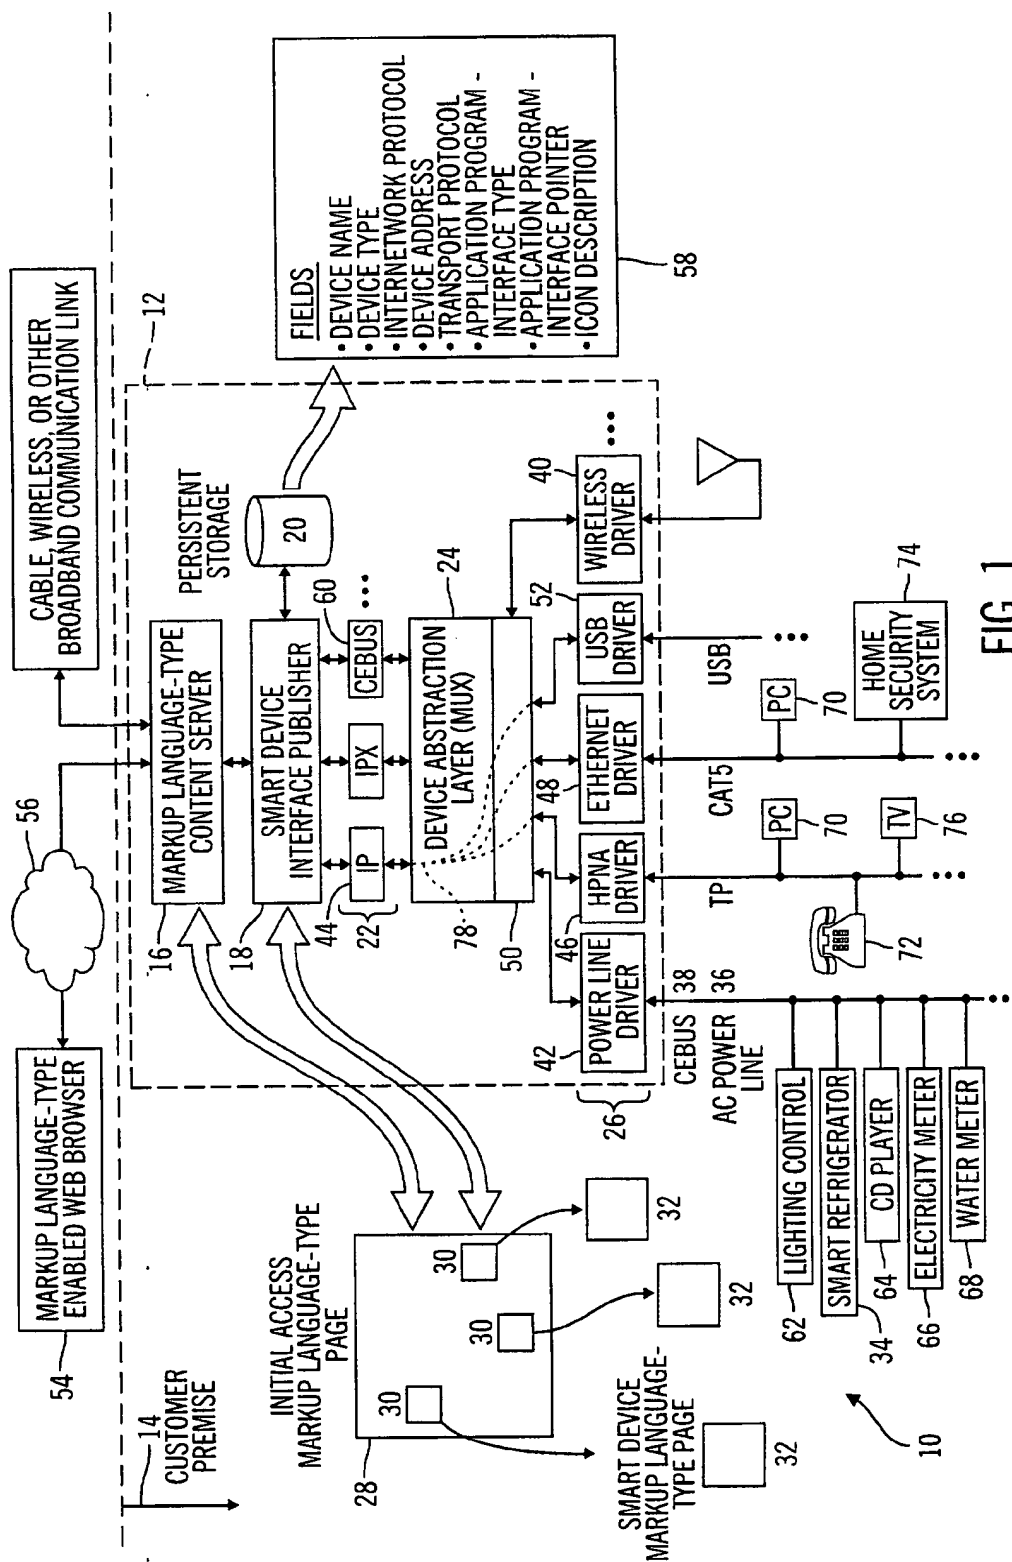 MARKUP LANGUAGE-TYPE
ENABLED WEB BROWSER
54
56
CABLE, WIRELESS, OR OTHER
BROADBAND COMMUNICATION LINK
14
CUSTOMER
PREMISE
12
16
MARKUP LANGUAGE-TYPE
CONTENT SERVER
18
SMART DEVICE
INTERFACE PUBLISHER
PERSISTENT
STORAGE
20
44
IP
IPX
CEBUS
60
22
78
DEVICE ABSTRACTION
LAYER (MUX)
24
50
FIELDS
• DEVICE NAME
• DEVICE TYPE
• INTERNETWORK PROTOCOL
• DEVICE ADDRESS
• TRANSPORT PROTOCOL
• APPLICATION PROGRAM -
INTERFACE TYPE
• APPLICATION PROGRAM -
INTERFACE POINTER
• ICON DESCRIPTION
58
INITIAL ACCESS
MARKUP LANGUAGE-TYPE
PAGE
28
30
30
30
32
32
32
SMART DEVICE
MARKUP LANGUAGE-
TYPE PAGE
26
42
POWER LINE
DRIVER
46
HPNA
DRIVER
48
ETHERNET
DRIVER
52
USB
DRIVER
40
WIRELESS
DRIVER
CEBUS 38
AC POWER 36
LINE
TP
CAT5
USB
62
LIGHTING CONTROL
34
SMART REFRIGERATOR
64
CD PLAYER
66
ELECTRICITY METER
68
WATER METER
72
PC
70
TV
76
PC
70
HOME
SECURITY
SYSTEM
74
10
FIG. 1